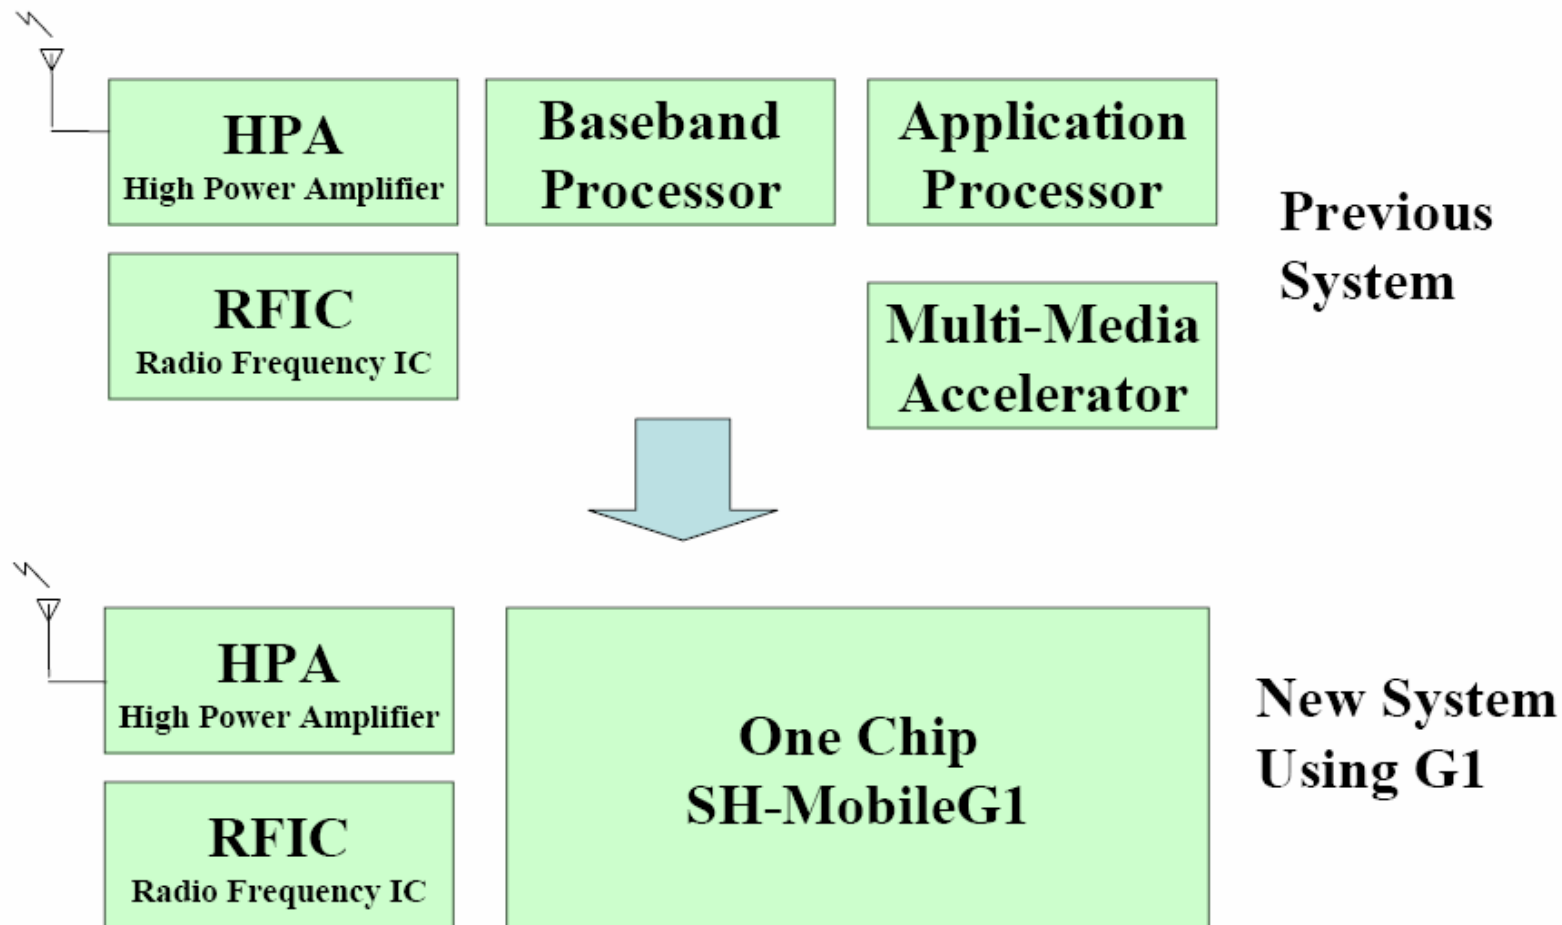 HPA
High Power Amplifier
Baseband
Processor
Application
Processor
RFIC
Radio Frequency IC
Multi-Media
Accelerator
Previous
System
HPA
High Power Amplifier
RFIC
Radio Frequency IC
One Chip
SH-MobileG1
New System
Using G1